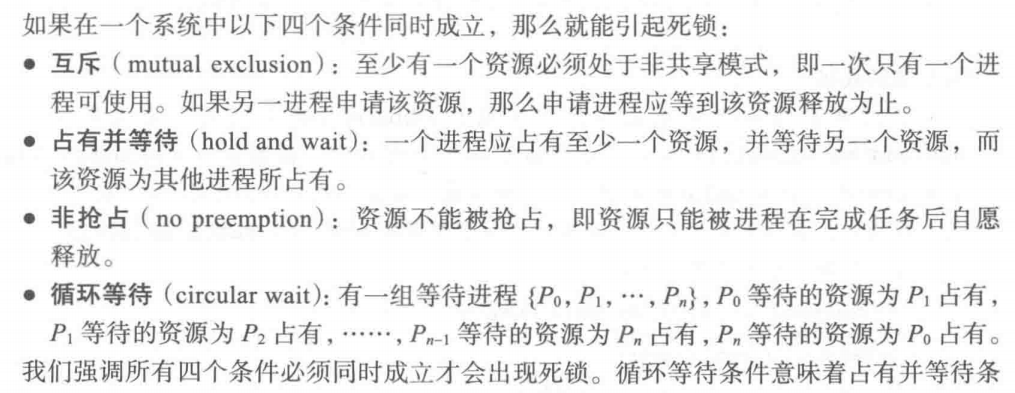 如果在一个系统中以下四个条件同时成立，那么就能引起死锁：
● 互斥（mutual exclusion）：至少有一个资源必须处于非共享模式，即一次只有一个进
程可使用。如果另一进程申请该资源，那么申请进程应等到该资源释放为止。
● 占有并等待（hold and wait）：一个进程应占有至少一个资源，并等待另一个资源，而
该资源为其他进程所占有。
● 非抢占（no preemption）：资源不能被抢占，即资源只能被进程在完成任务后自愿
释放。
● 循环等待（circular wait）：有一组等待进程 {P₀, P₁, ⋯, Pₙ}，P₀ 等待的资源为 P₁ 占有，
P₁ 等待的资源为 P₂ 占有，……，Pₙ₋₁ 等待的资源为 Pₙ 占有，Pₙ 等待的资源为 P₀ 占有。
我们强调所有四个条件必须同时成立才会出现死锁。循环等待条件意味着占有并等待条